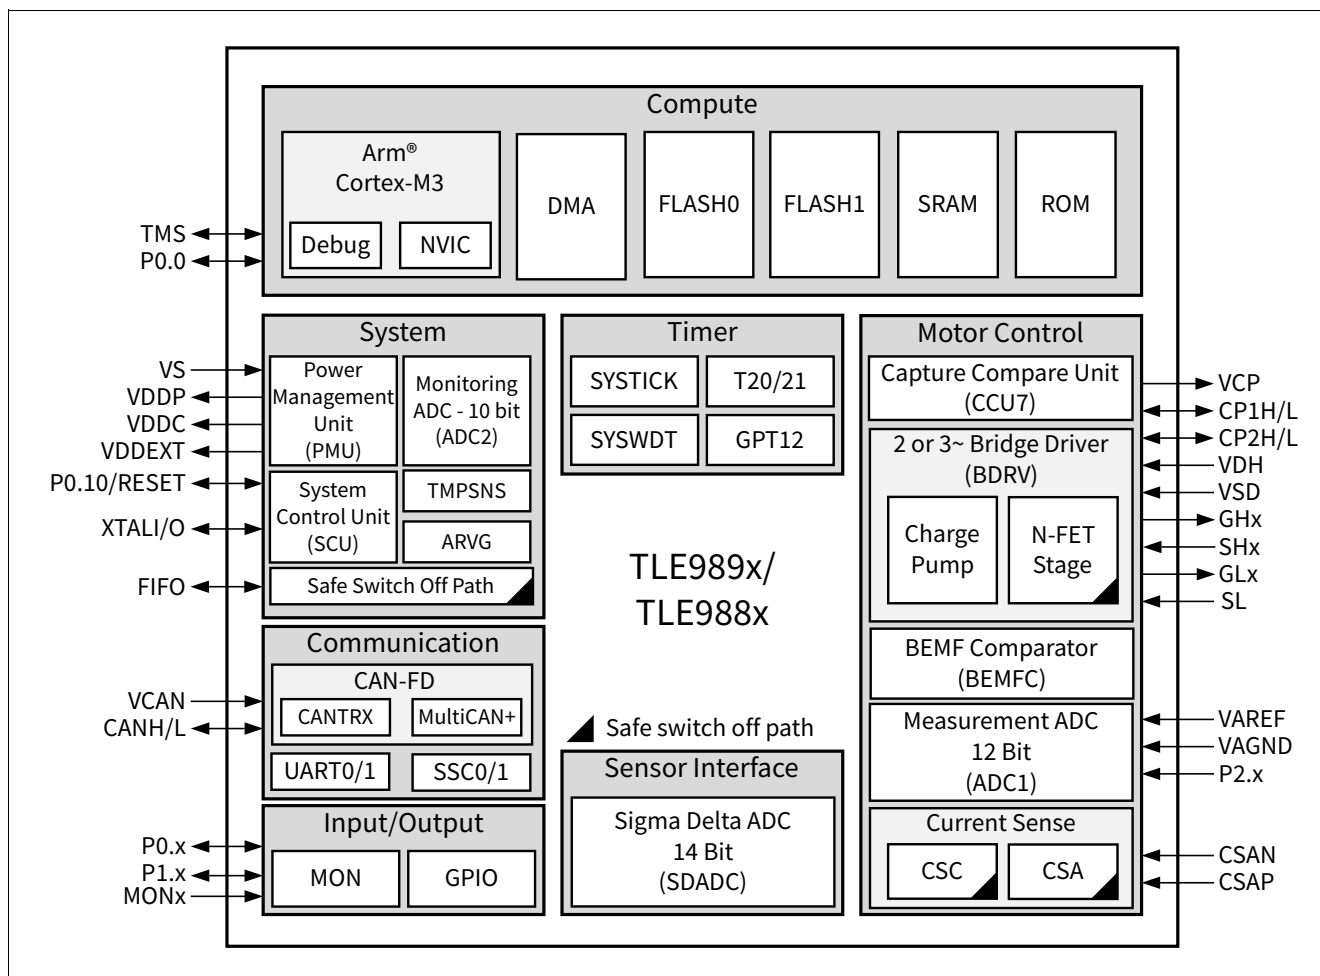 Compute
Arm®
Cortex-M3
Debug
NVIC
DMA
FLASH0
FLASH1
SRAM
ROM
TMS
P0.0
System
Power
Management
Unit
(PMU)
Monitoring
ADC - 10 bit
(ADC2)
System
Control Unit
(SCU)
TMPSNS
ARVG
Safe Switch Off Path
VS
VDDP
VDDC
VDDEXT
P0.10/RESET
XTALI/O
FIFO
Timer
SYSTICK
T20/21
SYSWDT
GPT12
TLE989x/
TLE988x
Motor Control
Capture Compare Unit
(CCU7)
2 or 3~ Bridge Driver
(BDRV)
Charge
Pump
N-FET
Stage
BEMF Comparator
(BEMFC)
Measurement ADC
12 Bit
(ADC1)
Current Sense
CSC
CSA
VCP
CP1H/L
CP2H/L
VDH
VSD
GHx
SHx
GLx
SL
VAREF
VAGND
P2.x
CSAN
CSAP
Communication
CAN-FD
CANTRX
MultiCAN+
UART0/1
SSC0/1
VCAN
CANH/L
Safe switch off path
Sensor Interface
Sigma Delta ADC
14 Bit
(SDADC)
Input/Output
MON
GPIO
P0.x
P1.x
MONx